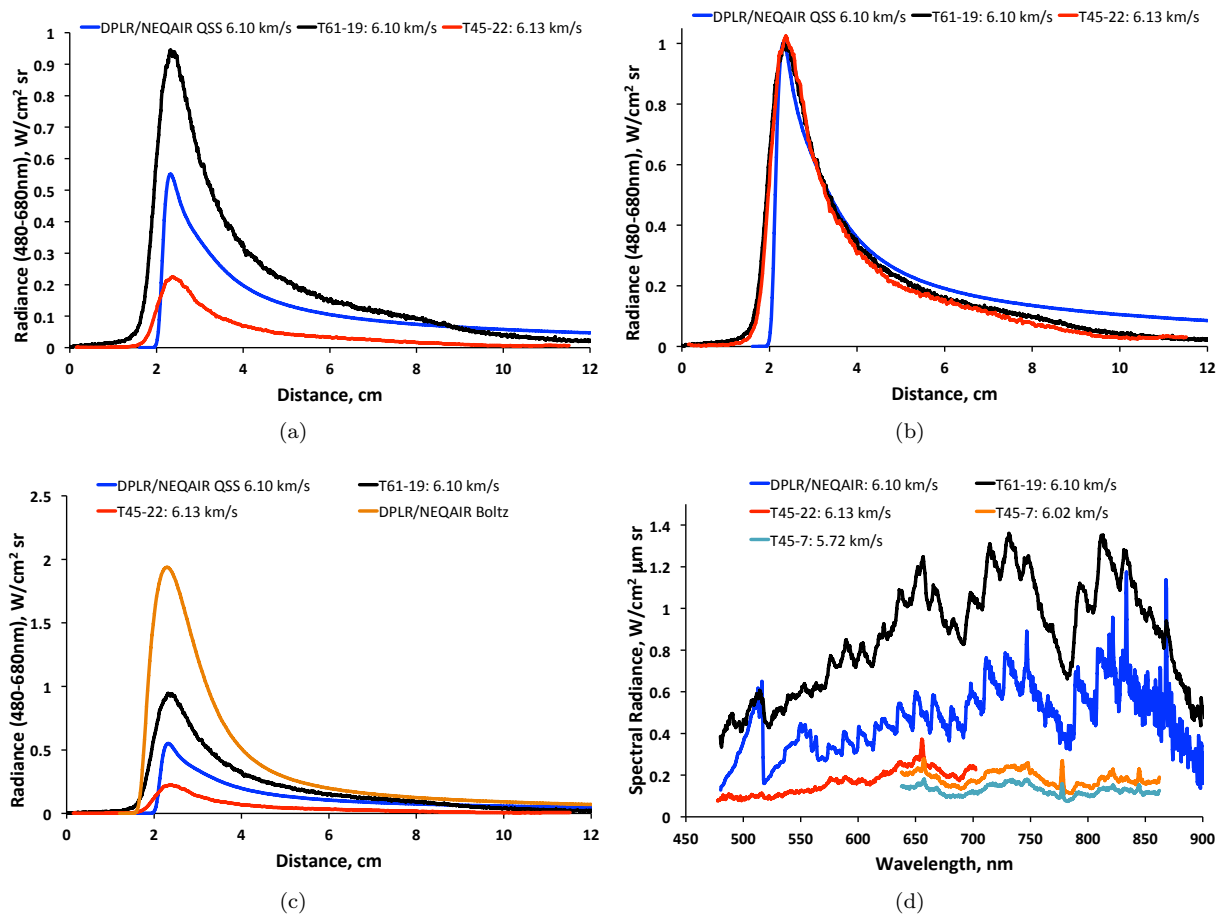 DPLR/NEQAIR QSS 6.10 km/s T61-19: 6.10 km/s T45-22: 6.13 km/s
Radiance (480-680nm), W/cm² sr
1
0.9
0.8
0.7
0.6
0.5
0.4
0.3
0.2
0.1
0
0 2 4 6 8 10 12
Distance, cm
(a)
DPLR/NEQAIR QSS 6.10 km/s T61-19: 6.10 km/s T45-22: 6.13 km/s
Radiance (480-680nm), W/cm² sr
1
0.8
0.6
0.4
0.2
0
0 2 4 6 8 10 12
Distance, cm
(b)
DPLR/NEQAIR QSS 6.10 km/s T61-19: 6.10 km/s
T45-22: 6.13 km/s DPLR/NEQAIR Boltz
Radiance (480-680nm), W/cm² sr
2.5
2
1.5
1
0.5
0
0 2 4 6 8 10 12
Distance, cm
(c)
DPLR/NEQAIR: 6.10 km/s T61-19: 6.10 km/s
T45-22: 6.13 km/s T45-7: 6.02 km/s
T45-7: 5.72 km/s
Spectral Radiance, W/cm² µm sr
1.4
1.2
1
0.8
0.6
0.4
0.2
0
450 500 550 600 650 700 750 800 850 900
Wavelength, nm
(d)